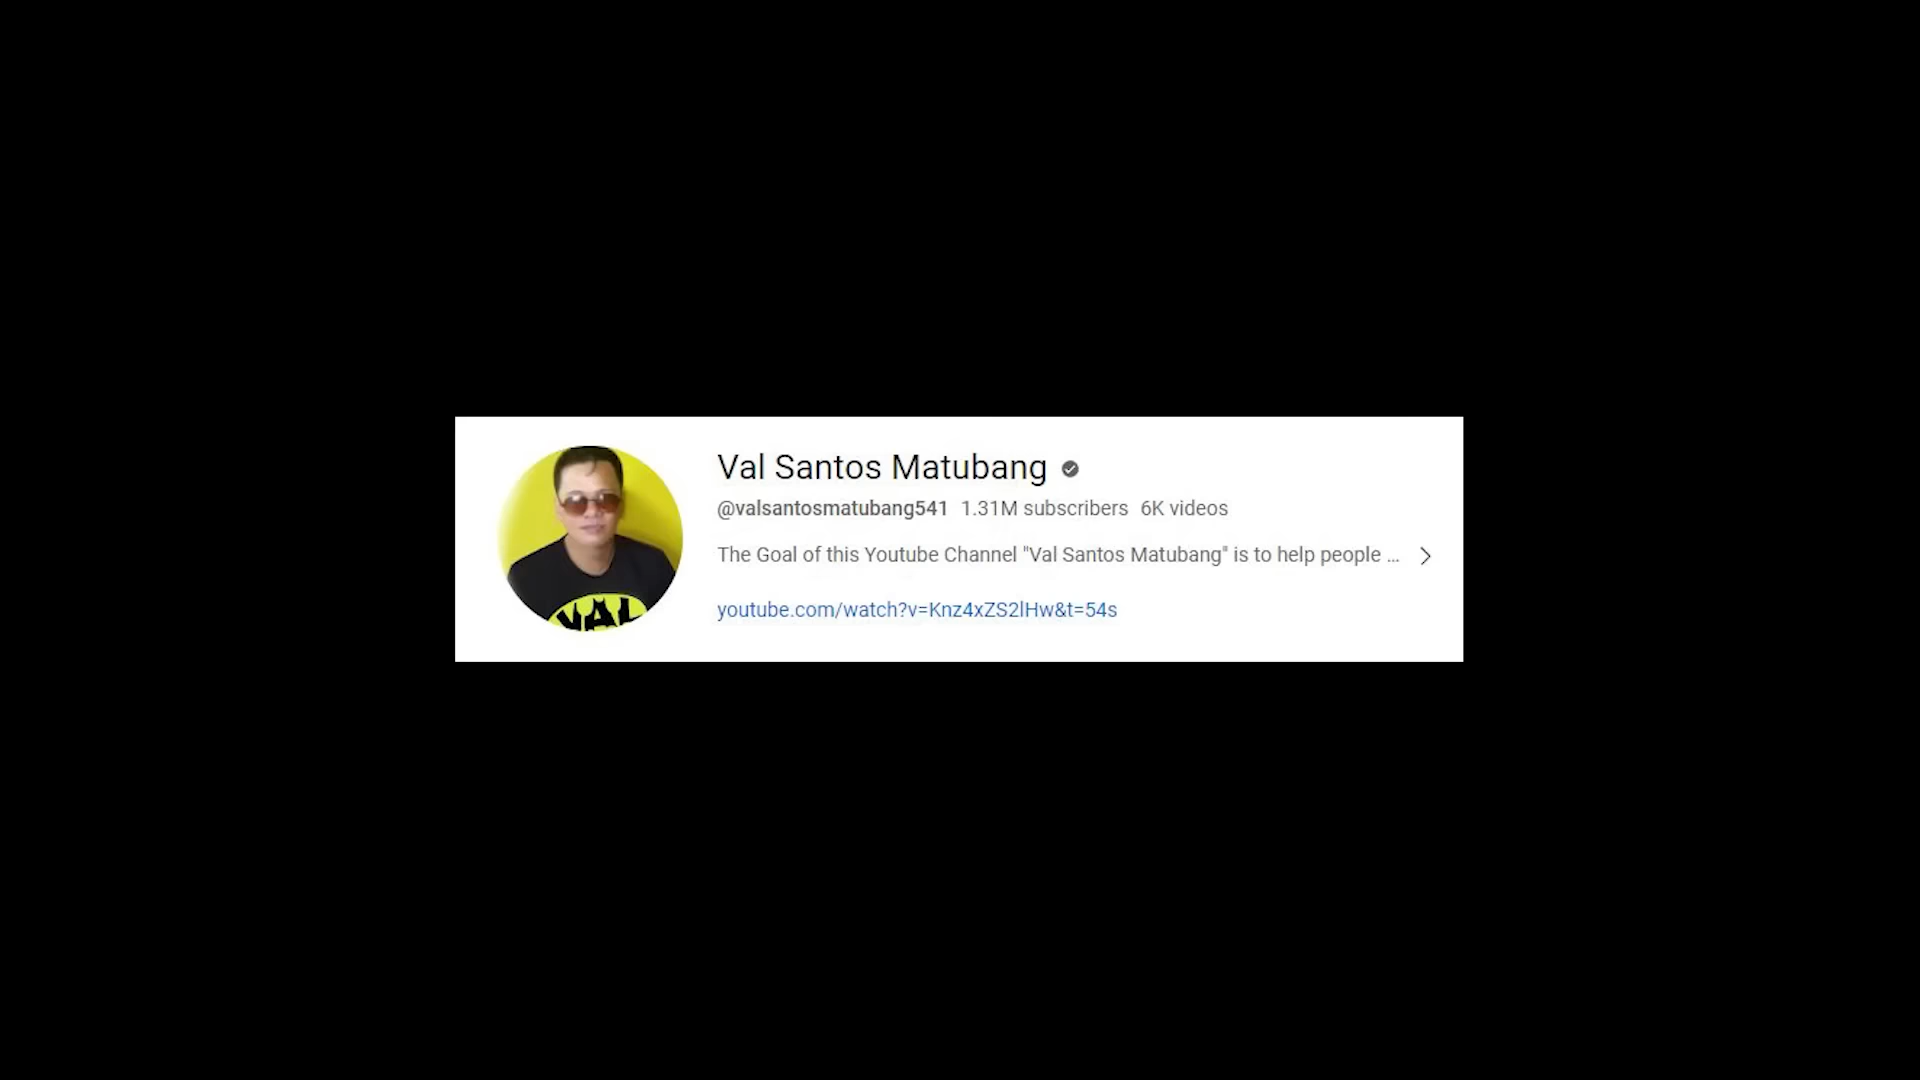 Val Santos Matubang
@valsantosmatubang541 1.31M subscribers 6K videos
The Goal of this Youtube Channel "Val Santos Matubang" is to help people ...
youtube.com/watch?v=Knz4xZS2lHw&t=54s
VAL